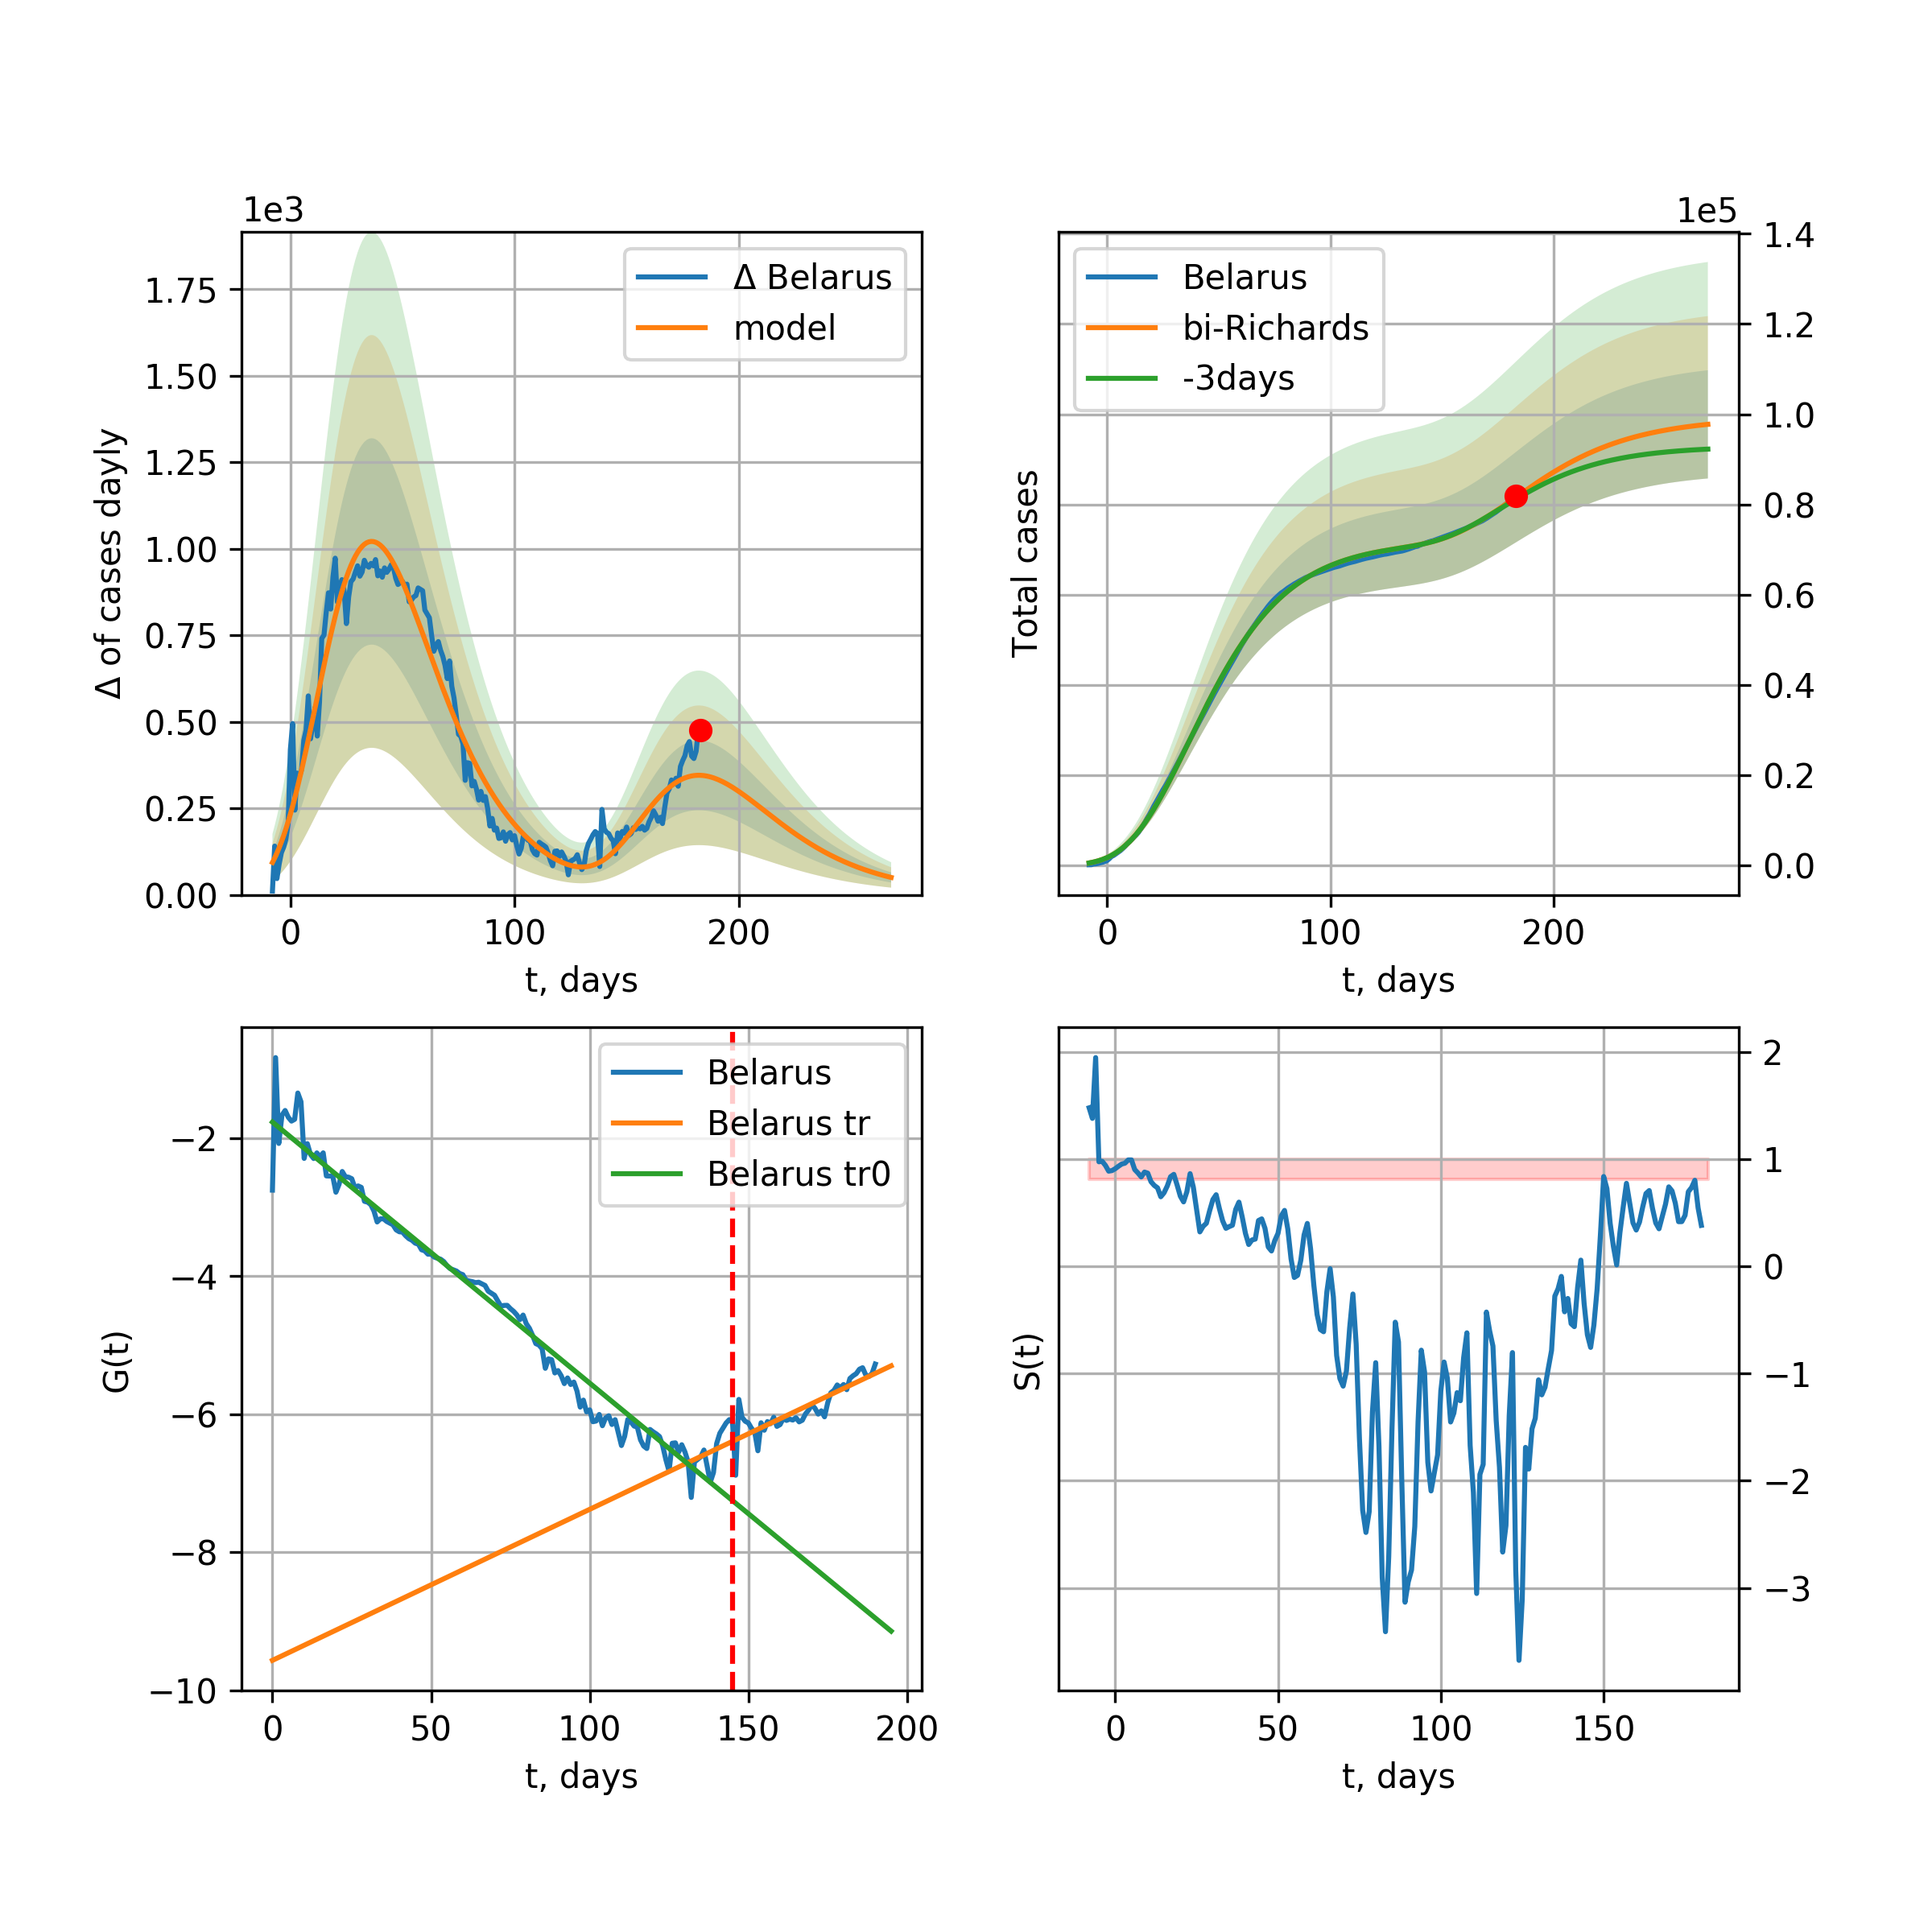 1e3
1.75
1.50
1.25
1.00
0.75
0.50
0.25
0.00
Δ of cases dayly
0 100 200
t, days
Δ Belarus
model
1e5
1.4
1.2
1.0
0.8
0.6
0.4
0.2
0.0
Total cases
0 100 200
t, days
Belarus
bi-Richards
-3days
−2
−4
−6
−8
−10
G(t)
0 50 100 150 200
t, days
Belarus
Belarus tr
Belarus tr0
2
1
0
−1
−2
−3
S(t)
0 50 100 150
t, days